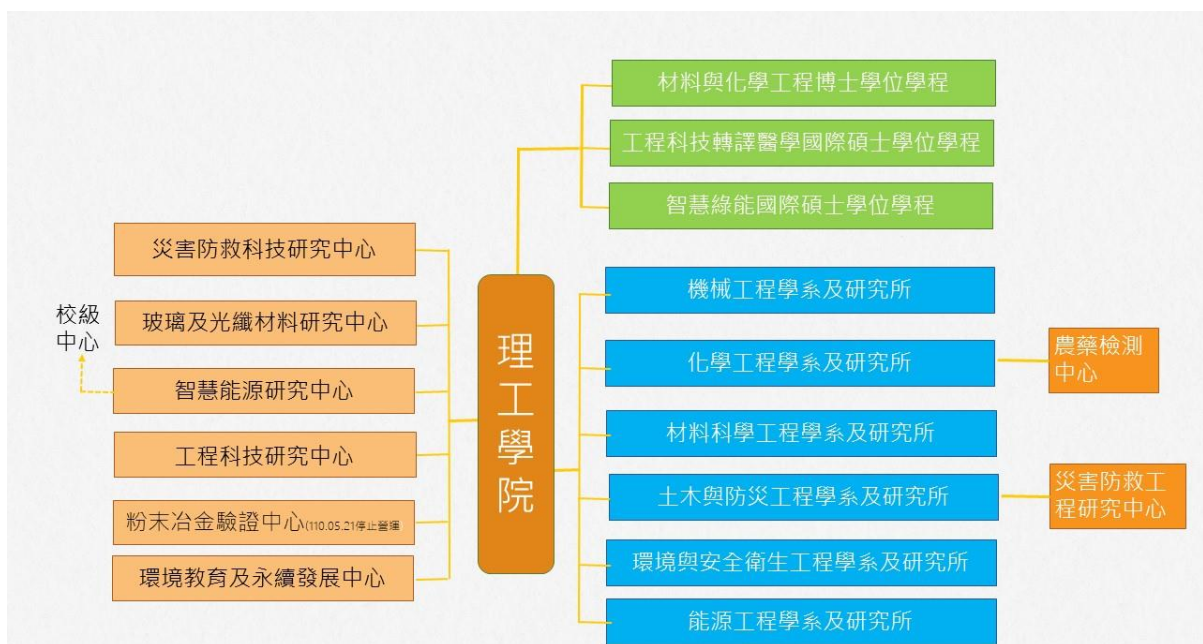 材料與化學工程博士學位學程
工程科技轉譯醫學國際碩士學位學程
智慧綠能國際碩士學位學程
災害防救科技研究中心
玻璃及光纖材料研究中心
校級
中心
智慧能源研究中心
工程科技研究中心
粉末冶金驗證中心(110.05.21停止營運
環境教育及永續發展中心
理工學院
機械工程學系及研究所
化學工程學系及研究所
農藥檢測
中心
材料科學工程學系及研究所
土木與防災工程學系及研究所
災害防救工
程研究中心
環境與安全衛生工程學系及研究所
能源工程學系及研究所